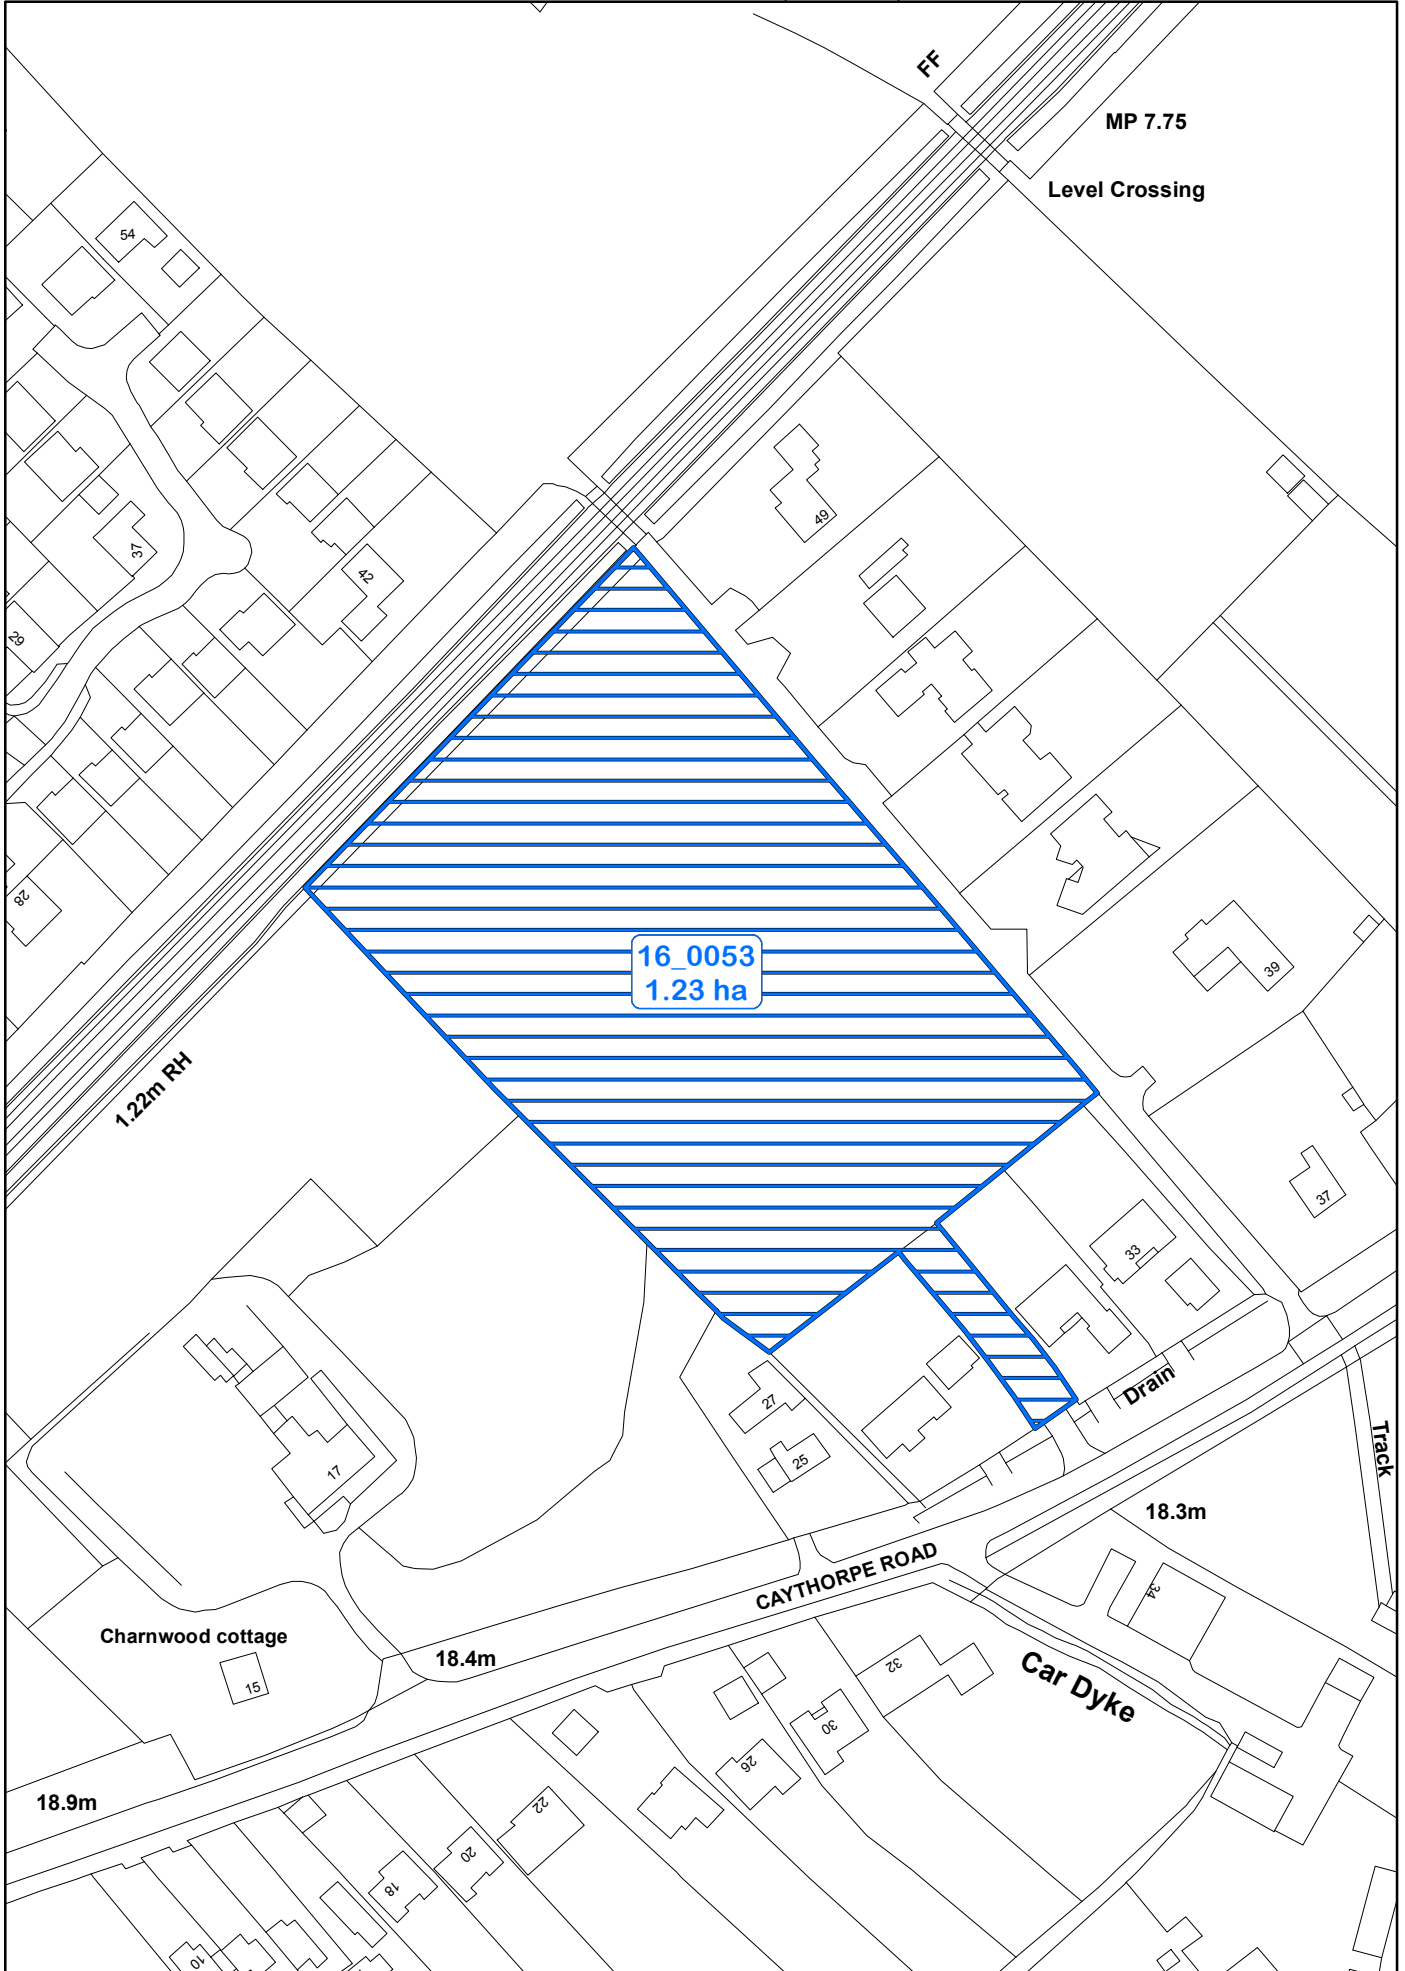 FF
MP 7.75
Level Crossing
54
49
37
42
29
28
16_0053
1.23 ha
39
1.22m RH
37
33
Drain
27
25
17
Track
18.3m
CAYTHORPE ROAD
34
Charnwood cottage
15
18.4m
32
Car Dyke
30
26
18.9m
22
20
18
10